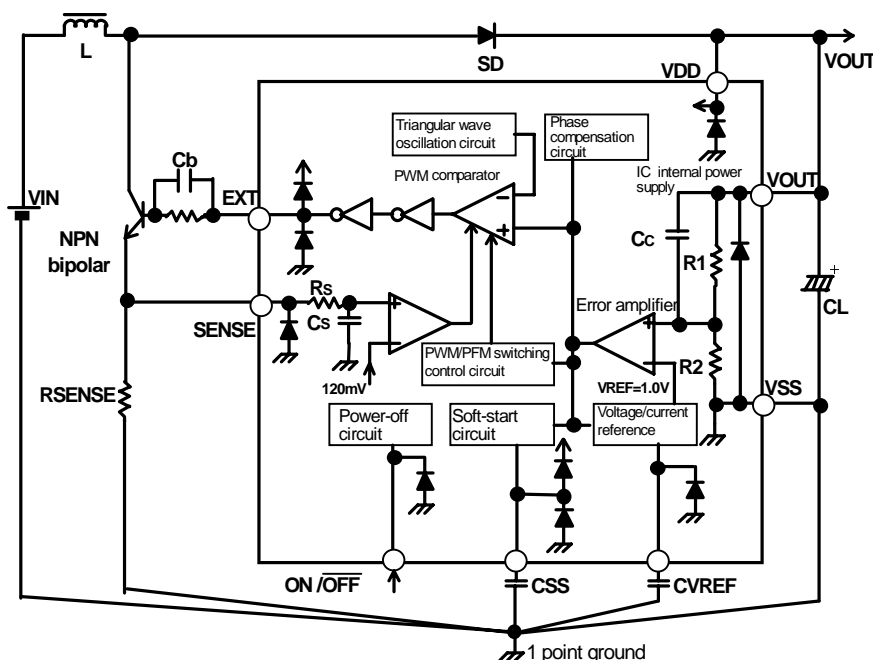 L
SD
VOUT
VDD
Triangular wave
oscillation circuit
Phase
compensation
circuit
Cb
PWM comparator
IC internal power
supply
VIN
EXT
VOUT
−
+
CC
R1
NPN
bipolar
+
CL
RS
Error amplifier
SENSE
CS
+
−
+
−
R2
RSENSE
120mV
PWM/PFM switching
control circuit
VREF=1.0V
VSS
Power-off
circuit
Soft-start
circuit
Voltage/current
reference
ON /OFF
CSS
CVREF
1 point ground